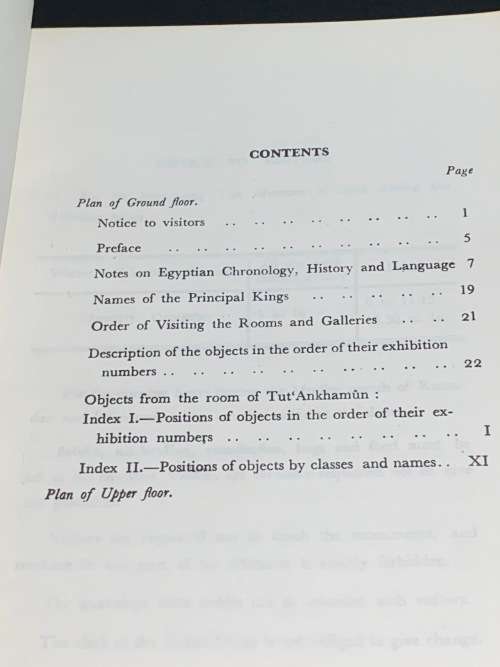 CONTENTS
Page
Plan of Ground floor.
Notice to visitors .. .. .. .. .. .. .. .. 1
Preface .. .. .. .. .. .. .. .. .. .. 5
Notes on Egyptian Chronology, History and Language 7
Names of the Principal Kings .. .. .. .. .. 19
Order of Visiting the Rooms and Galleries .. .. 21
Description of the objects in the order of their exhibition
numbers .. .. .. .. .. .. .. .. .. .. 22
Objects from the room of Tut‘Ankhamûn :
Index I.—Positions of objects in the order of their ex-
hibition numbers .. .. .. .. .. .. .. .. I
Index II.—Positions of objects by classes and names.. XI
Plan of Upper floor.